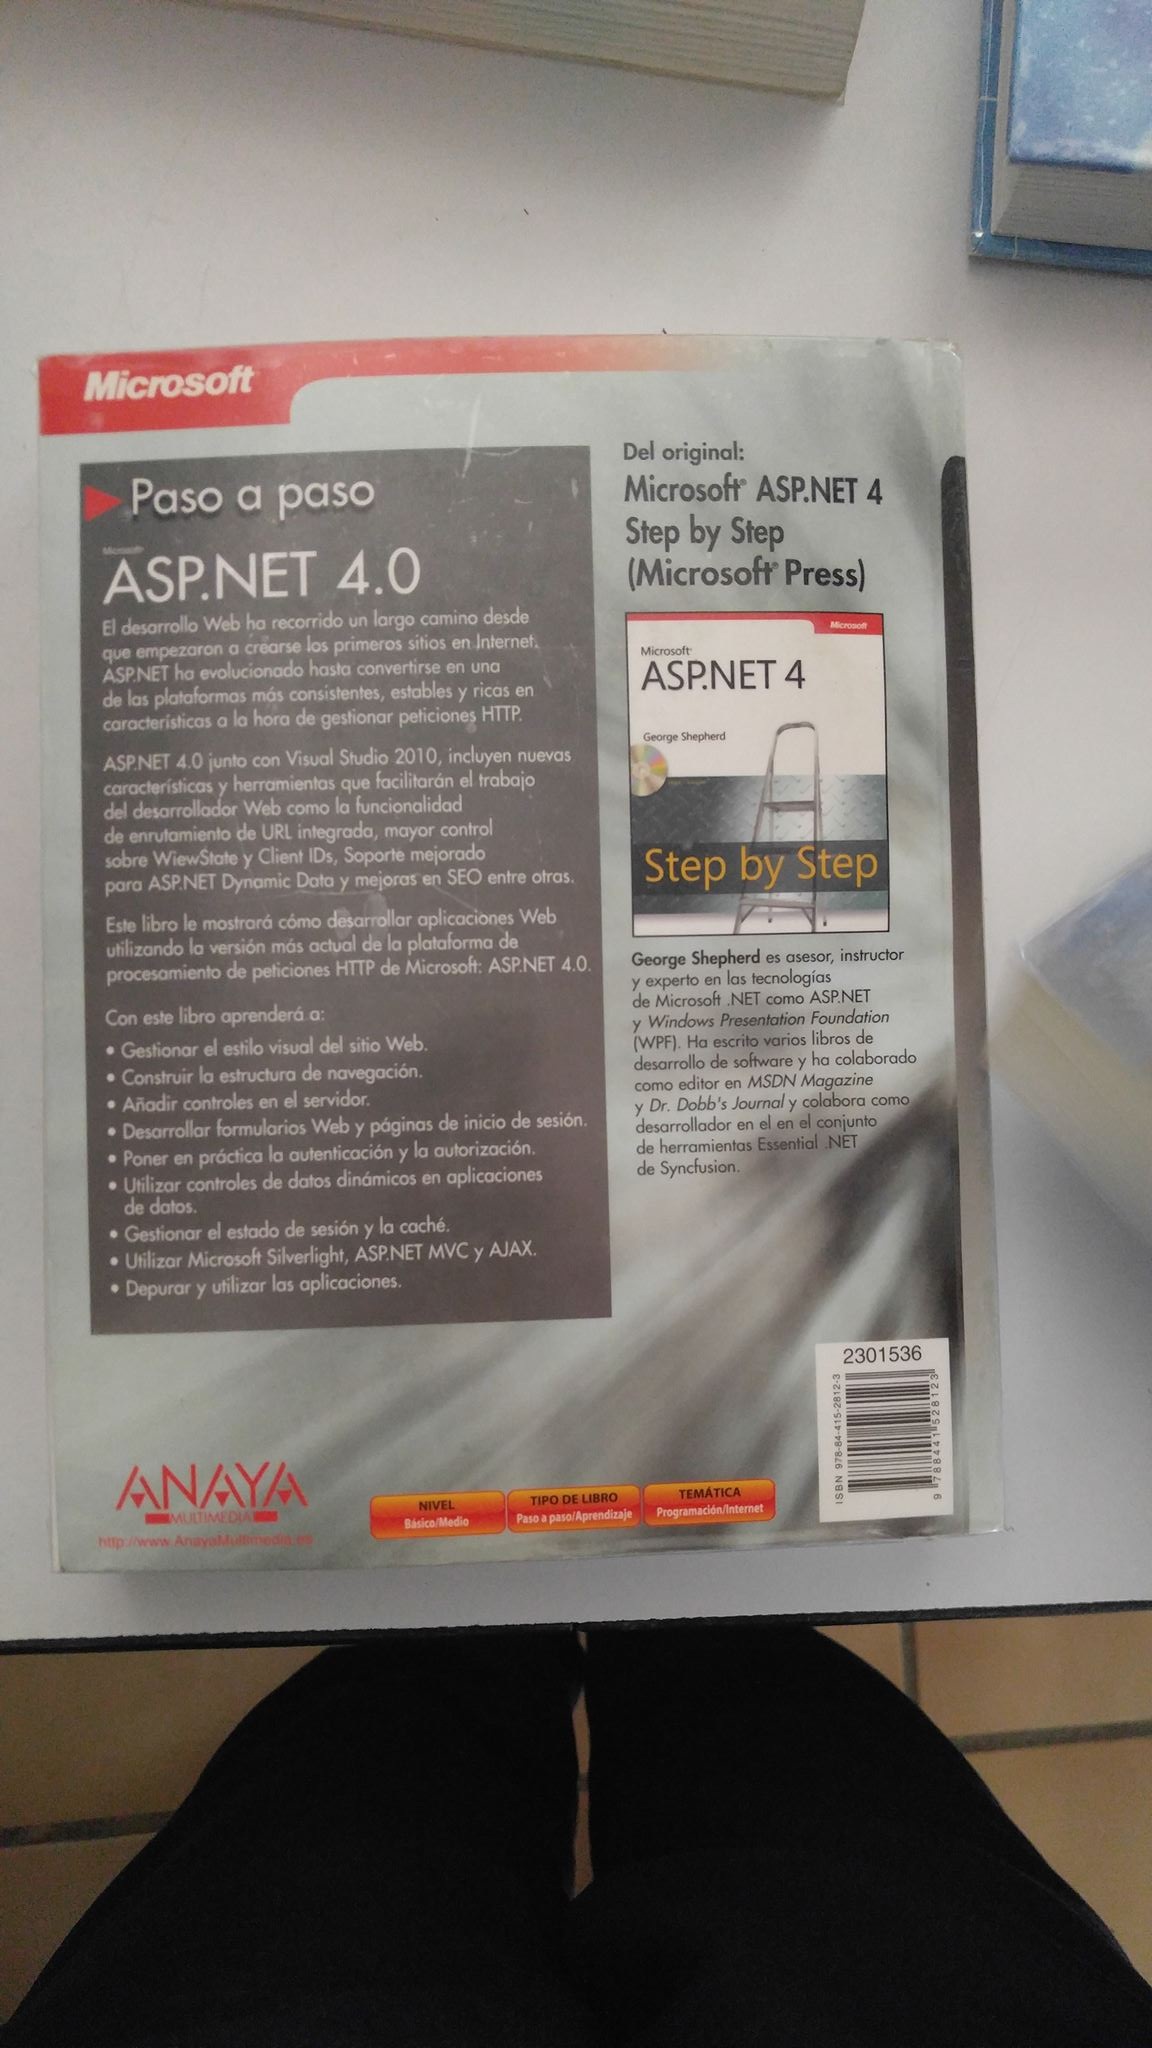 Microsoft
Paso a paso
Microsoft
ASP.NET 4.0
El desarrollo Web ha recorrido un largo camino desde
que empezaron a crearse los primeros sitios en Internet.
ASP.NET ha evolucionado hasta convertirse en una
de las plataformas más consistentes, estables y ricas en
características a la hora de gestionar peticiones HTTP.
ASP.NET 4.0 junto con Visual Studio 2010, incluyen nuevas
características y herramientas que facilitarán el trabajo
del desarrollador Web como la funcionalidad
de enrutamiento de URL integrada, mayor control
sobre WiewState y Client IDs, Soporte mejorado
para ASP.NET Dynamic Data y mejoras en SEO entre otras.
Este libro le mostrará cómo desarrollar aplicaciones Web
utilizando la versión más actual de la plataforma de
procesamiento de peticiones HTTP de Microsoft: ASP.NET 4.0.
Con este libro aprenderá a:
• Gestionar el estilo visual del sitio Web.
• Construir la estructura de navegación.
• Añadir controles en el servidor.
• Desarrollar formularios Web y páginas de inicio de sesión.
• Poner en práctica la autenticación y la autorización.
• Utilizar controles de datos dinámicos en aplicaciones
de datos.
• Gestionar el estado de sesión y la caché.
• Utilizar Microsoft Silverlight, ASP.NET MVC y AJAX.
• Depurar y utilizar las aplicaciones.
Del original:
Microsoft® ASP.NET 4
Step by Step
(Microsoft® Press)
Microsoft
Microsoft®
ASP.NET 4
George Shepherd
Step by Step
George Shepherd es asesor, instructor
y experto en las tecnologías
de Microsoft .NET como ASP.NET
y Windows Presentation Foundation
(WPF). Ha escrito varios libros de
desarrollo de software y ha colaborado
como editor en MSDN Magazine
y Dr. Dobb's Journal y colabora como
desarrollador en el en el conjunto
de herramientas Essential .NET
de Syncfusion.
2301536
ISBN 978-84-415-2812-3
9 788441 528123
ANAYA
MULTIMEDIA
http://www.AnayaMultimedia.es
NIVEL
Básico/Medio
TIPO DE LIBRO
Paso a paso/Aprendizaje
TEMÁTICA
Programación/Internet